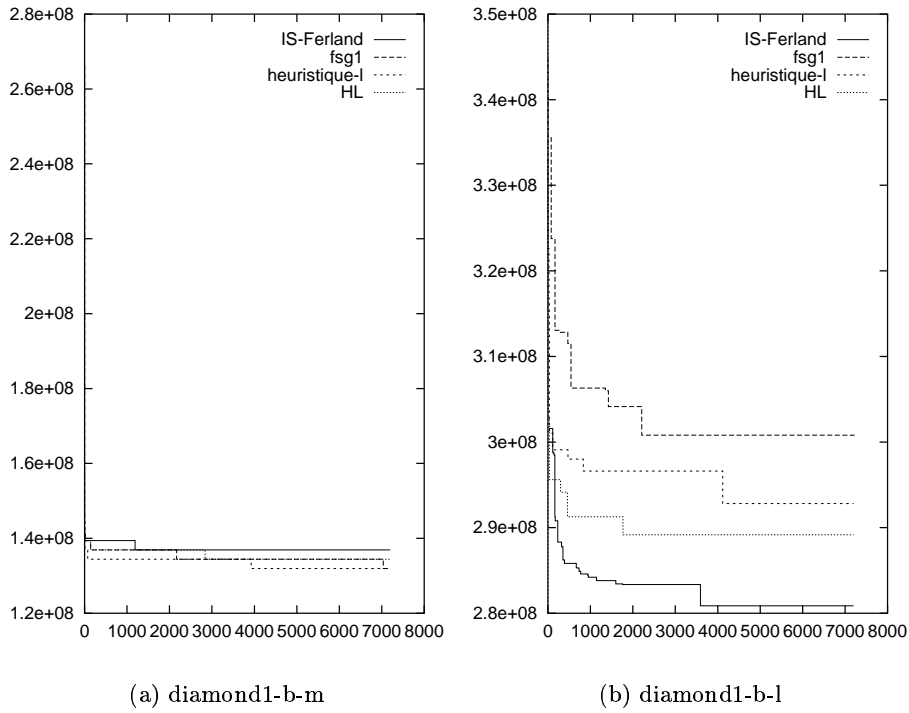 2.8e+08
2.6e+08
2.4e+08
2.2e+08
2e+08
1.8e+08
1.6e+08
1.4e+08
1.2e+08
0 1000 2000 3000 4000 5000 6000 7000 8000
IS-Ferland
fsg1
heuristique-l
HL
(a) diamond1-b-m
3.5e+08
3.4e+08
3.3e+08
3.2e+08
3.1e+08
3e+08
2.9e+08
2.8e+08
0 1000 2000 3000 4000 5000 6000 7000 8000
IS-Ferland
fsg1
heuristique-l
HL
(b) diamond1-b-l